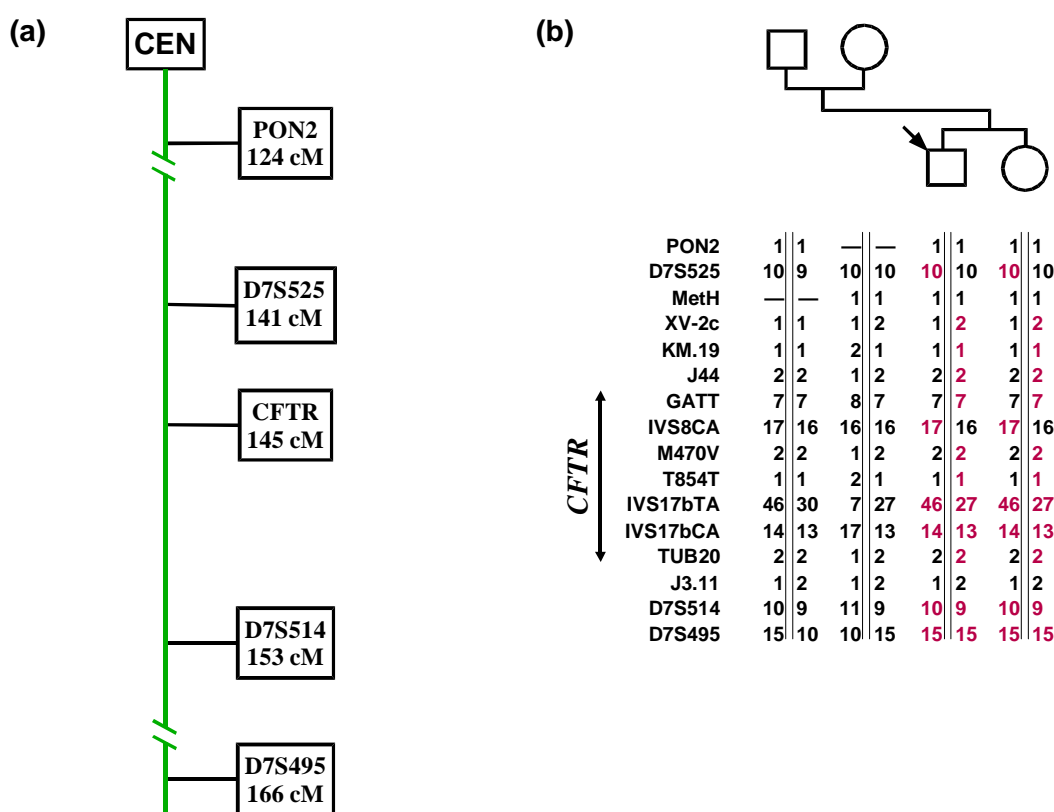 (a)
CEN
PON2
124 cM
D7S525
141 cM
CFTR
145 cM
D7S514
153 cM
D7S495
166 cM
(b)
PON2 1 1 — — 1 1 1 1
D7S525 10 9 10 10 10 10 10 10
MetH — — 1 1 1 1 1 1
XV-2c 1 1 1 2 1 2 1 2
KM.19 1 1 2 1 1 1 1 1
J44 2 2 1 2 2 2 2 2
GATT 7 7 8 7 7 7 7 7
IVS8CA 17 16 16 16 17 16 17 16
M470V 2 2 1 2 2 2 2 2
T854T 1 1 2 1 1 1 1 1
IVS17bTA 46 30 7 27 46 27 46 27
IVS17bCA 14 13 17 13 14 13 14 13
TUB20 2 2 1 2 2 2 2 2
J3.11 1 2 1 2 1 2 1 2
D7S514 10 9 11 9 10 9 10 9
D7S495 15 10 10 15 15 15 15 15
CFTR